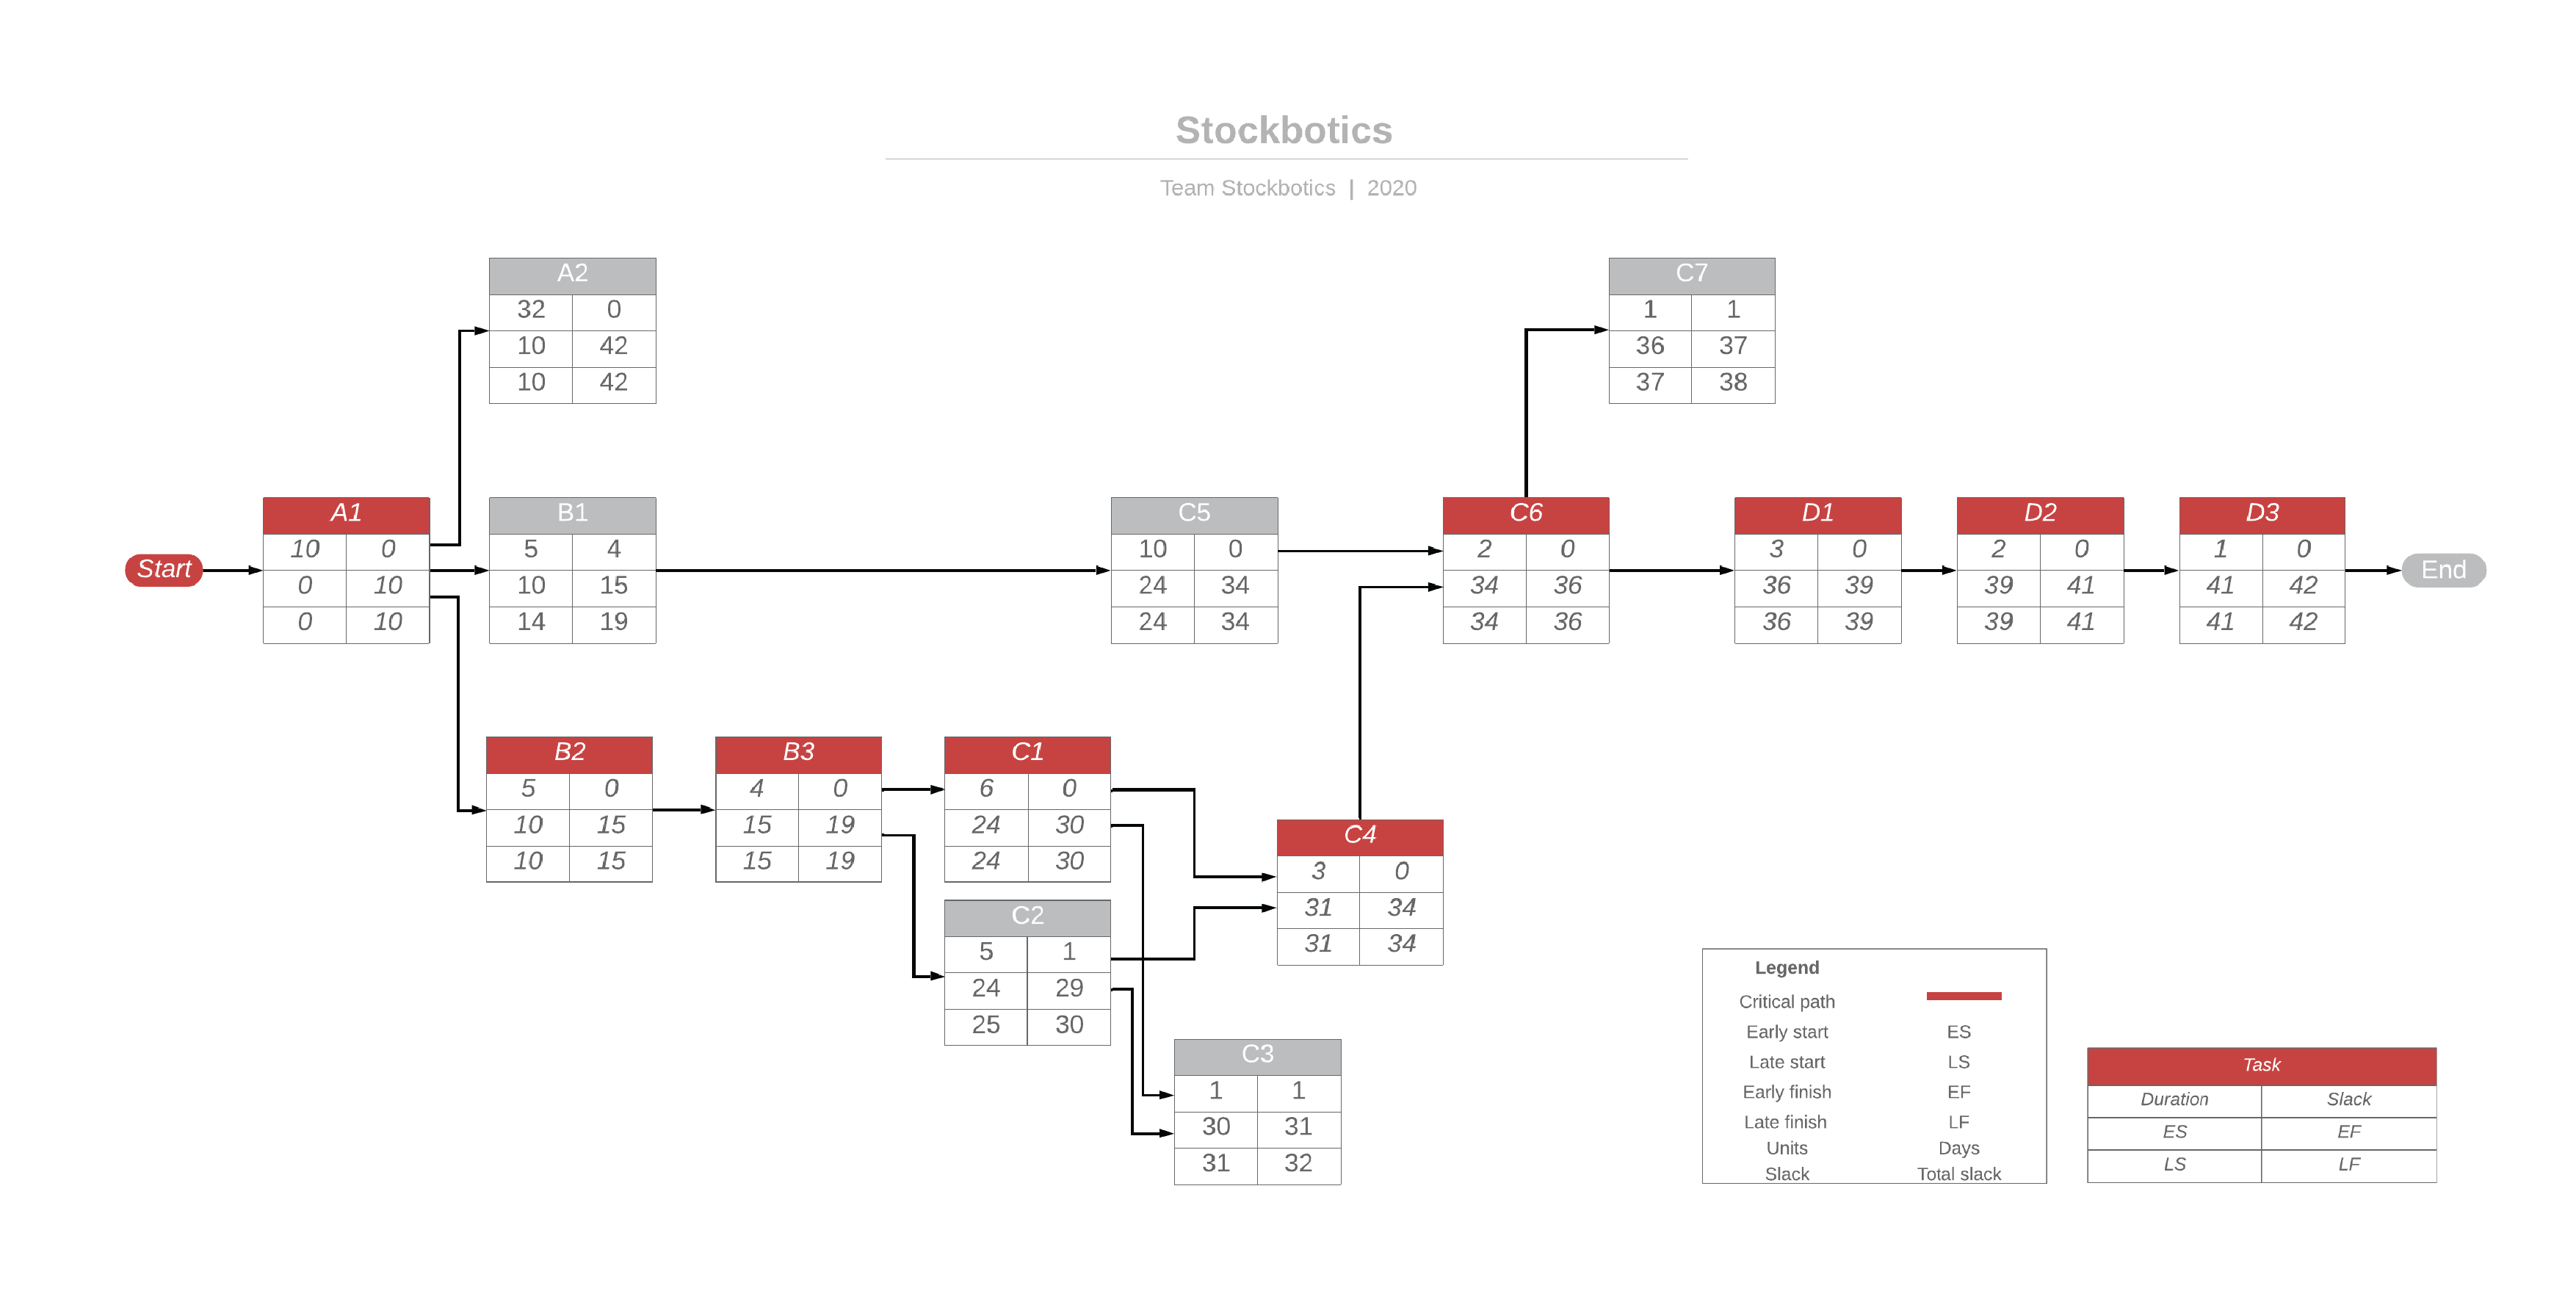 Stockbotics
Team Stockbotics | 2020
A2
32 0
10 42
10 42
C7
1 1
36 37
37 38
Start
A1
10 0
0 10
0 10
B1
5 4
10 15
14 19
C5
10 0
24 34
24 34
C6
2 0
34 36
34 36
D1
3 0
36 39
36 39
D2
2 0
39 41
39 41
D3
1 0
41 42
41 42
End
B2
5 0
10 15
10 15
B3
4 0
15 19
15 19
C1
6 0
24 30
24 30
C4
3 0
31 34
31 34
C2
5 1
24 29
25 30
C3
1 1
30 31
31 32
Legend
Critical path
Early start ES
Late start LS
Early finish EF
Late finish LF
Units Days
Slack Total slack
Task
Duration Slack
ES EF
LS LF